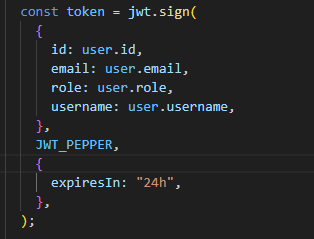 const token = jwt.sign(
{
id: user.id,
email: user.email,
role: user.role,
username: user.username,
},
JWT_PEPPER,
{
expiresIn: "24h",
},
);